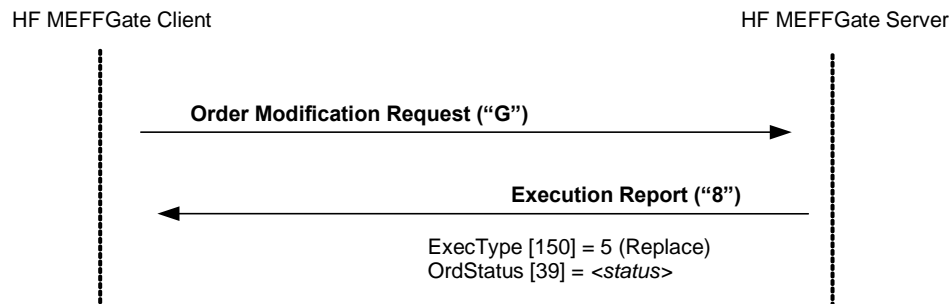 HF MEFFGate Client
HF MEFFGate Server
Order Modification Request (“G”)
Execution Report (“8”)
ExecType [150] = 5 (Replace)
OrdStatus [39] = <status>